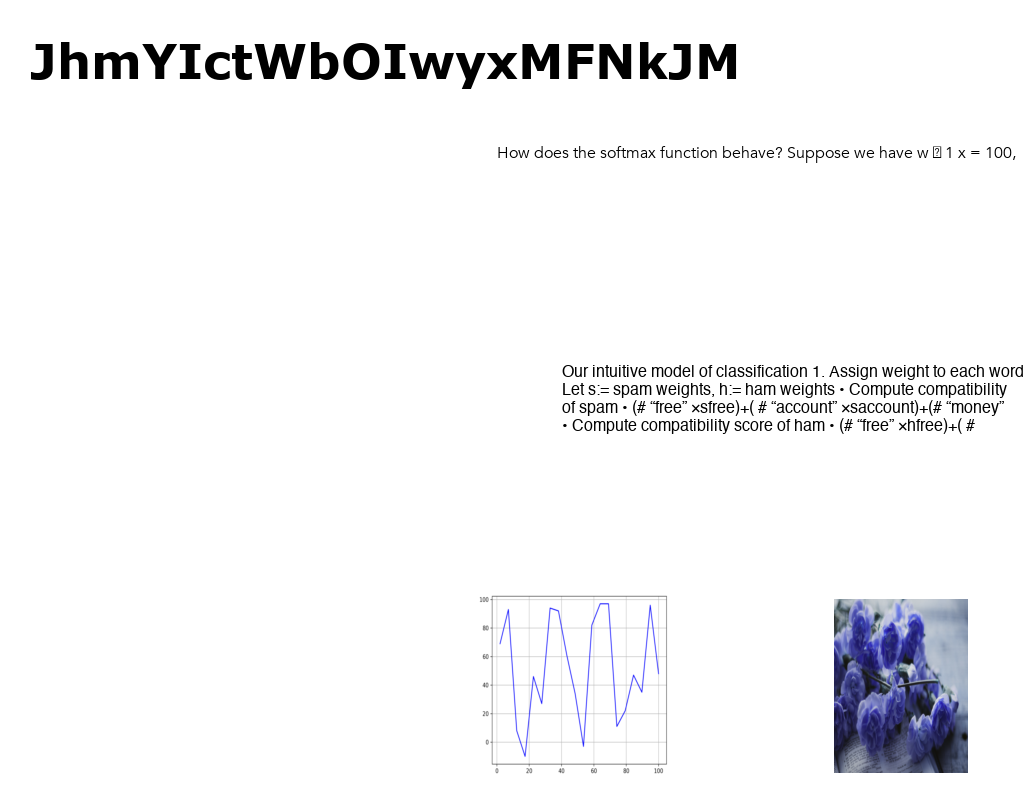 JhmYIctWbOIwyxMFNkJM
How does the softmax function behave? Suppose we have w 1 x = 100,
Our intuitive model of classification 1. Assign weight to each word
Let s:= spam weights, h:= ham weights • Compute compatibility
of spam • (# “free” ×sfree)+( # “account” ×saccount)+(# “money”
• Compute compatibility score of ham • (# “free” ×hfree)+( #
100
80
60
40
20
0
0 20 40 60 80 100